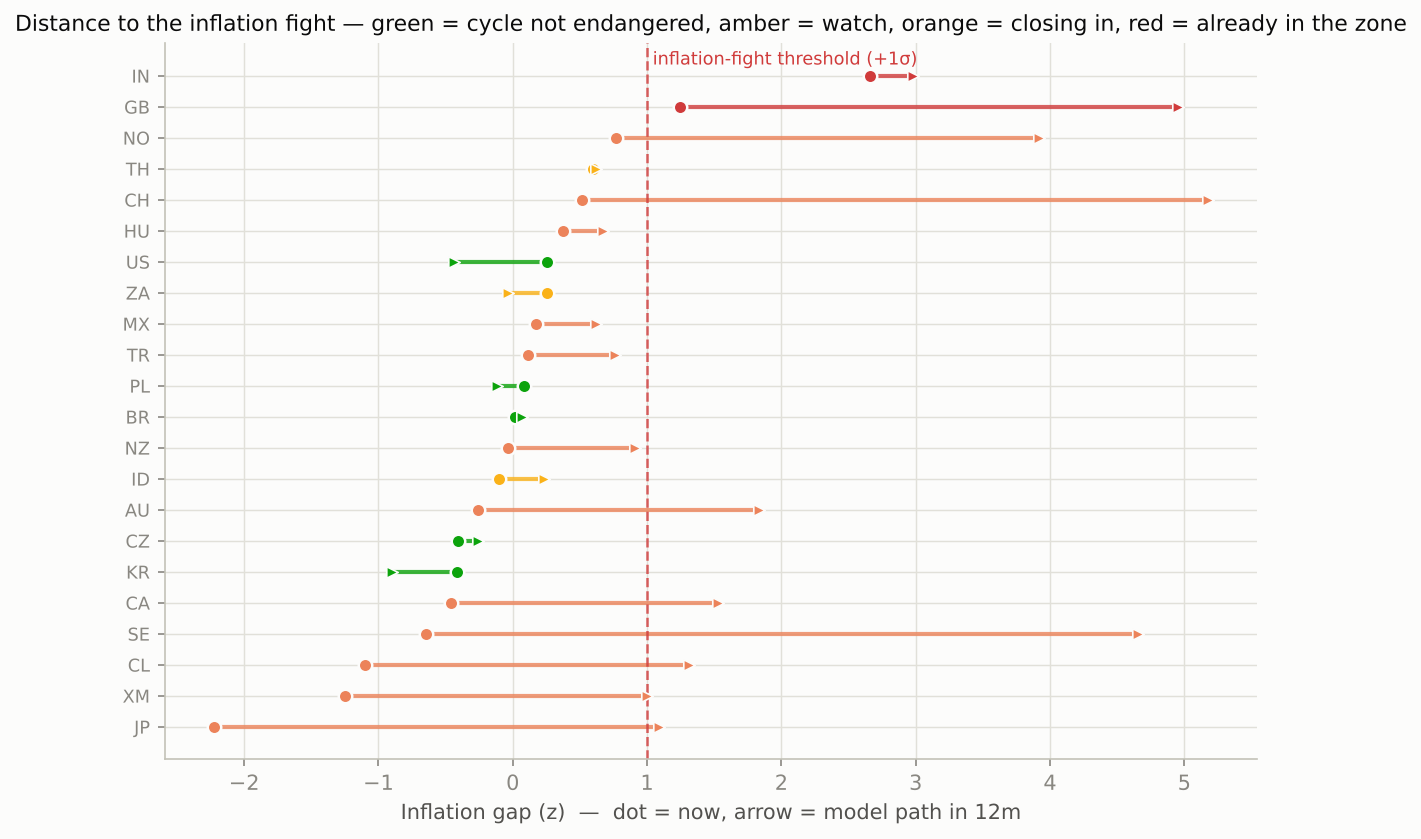 Distance to the inflation fight — green = cycle not endangered, amber = watch, orange = closing in, red = already in the zone
inflation-fight threshold (+1σ)
IN
GB
NO
TH
CH
HU
US
ZA
MX
TR
PL
BR
NZ
ID
AU
CZ
KR
CA
SE
CL
XM
JP
−2 −1 0 1 2 3 4 5
Inflation gap (z) — dot = now, arrow = model path in 12m